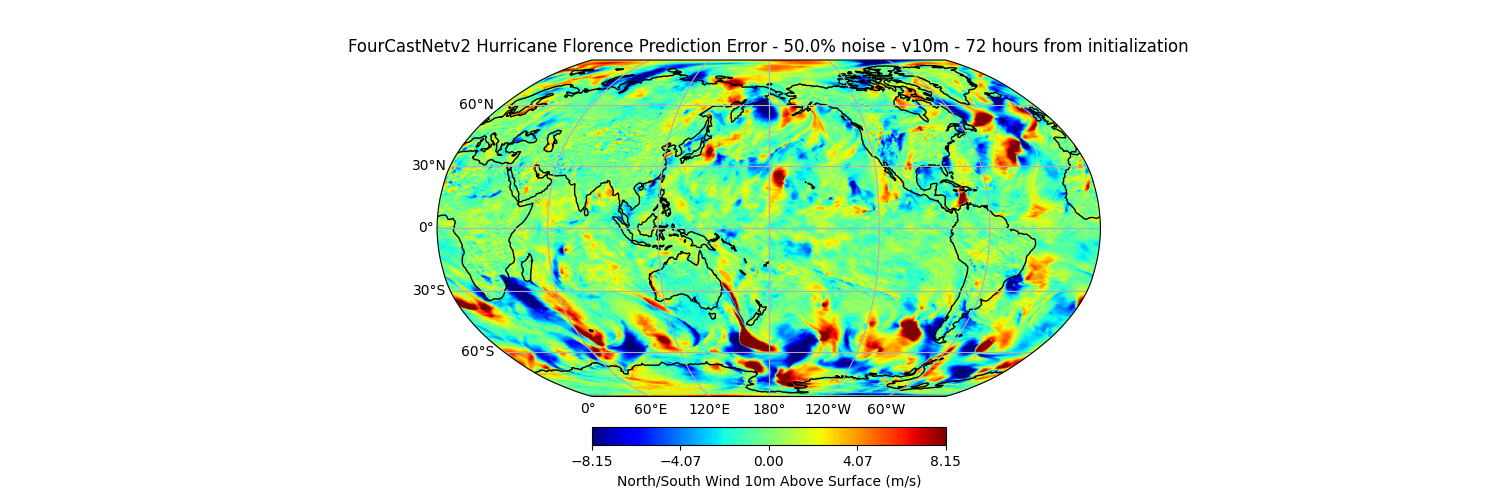 FourCastNetv2 Hurricane Florence Prediction Error - 50.0% noise - v10m - 72 hours from initialization
60°N
30°N
0°
30°S
60°S
0° 60°E 120°E 180° 120°W 60°W
−8.15 −4.07 0.00 4.07 8.15
North/South Wind 10m Above Surface (m/s)